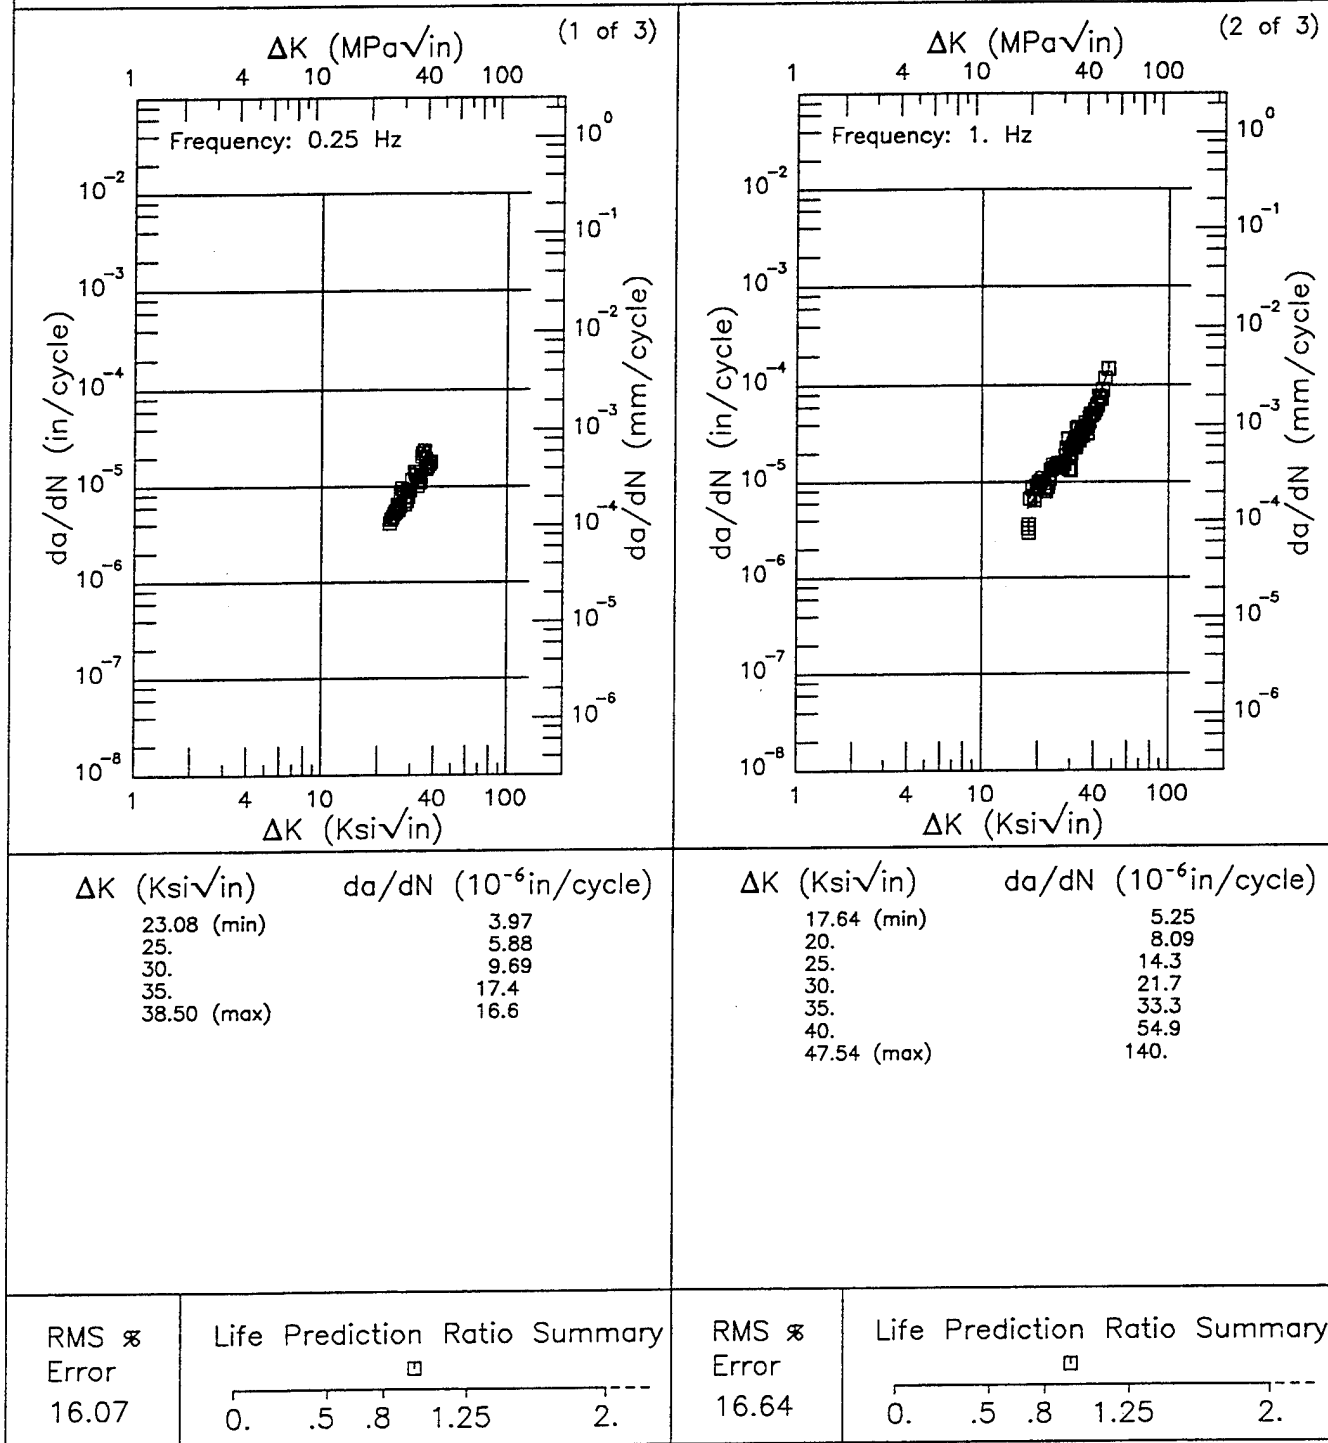 (1 of 3)
ΔK (MPa√in)
1 4 10 40 100
Frequency: 0.25 Hz
10⁰
10⁻²
10⁻¹
10⁻³
10⁻²
10⁻⁴
10⁻³
10⁻⁵
10⁻⁴
10⁻⁶
10⁻⁵
10⁻⁷
10⁻⁶
10⁻⁸
da/dN (in/cycle)
da/dN (mm/cycle)
1 4 10 40 100
ΔK (Ksi√in)
(2 of 3)
ΔK (MPa√in)
1 4 10 40 100
Frequency: 1. Hz
10⁰
10⁻²
10⁻¹
10⁻³
10⁻²
10⁻⁴
10⁻³
10⁻⁵
10⁻⁴
10⁻⁶
10⁻⁵
10⁻⁷
10⁻⁶
10⁻⁸
da/dN (in/cycle)
da/dN (mm/cycle)
1 4 10 40 100
ΔK (Ksi√in)
ΔK (Ksi√in) da/dN (10⁻⁶in/cycle)
23.08 (min) 3.97
25. 5.88
30. 9.69
35. 17.4
38.50 (max) 16.6
ΔK (Ksi√in) da/dN (10⁻⁶in/cycle)
17.64 (min) 5.25
20. 8.09
25. 14.3
30. 21.7
35. 33.3
40. 54.9
47.54 (max) 140.
RMS %
Error
16.07
Life Prediction Ratio Summary
0. .5 .8 1.25 2.
RMS %
Error
16.64
Life Prediction Ratio Summary
0. .5 .8 1.25 2.